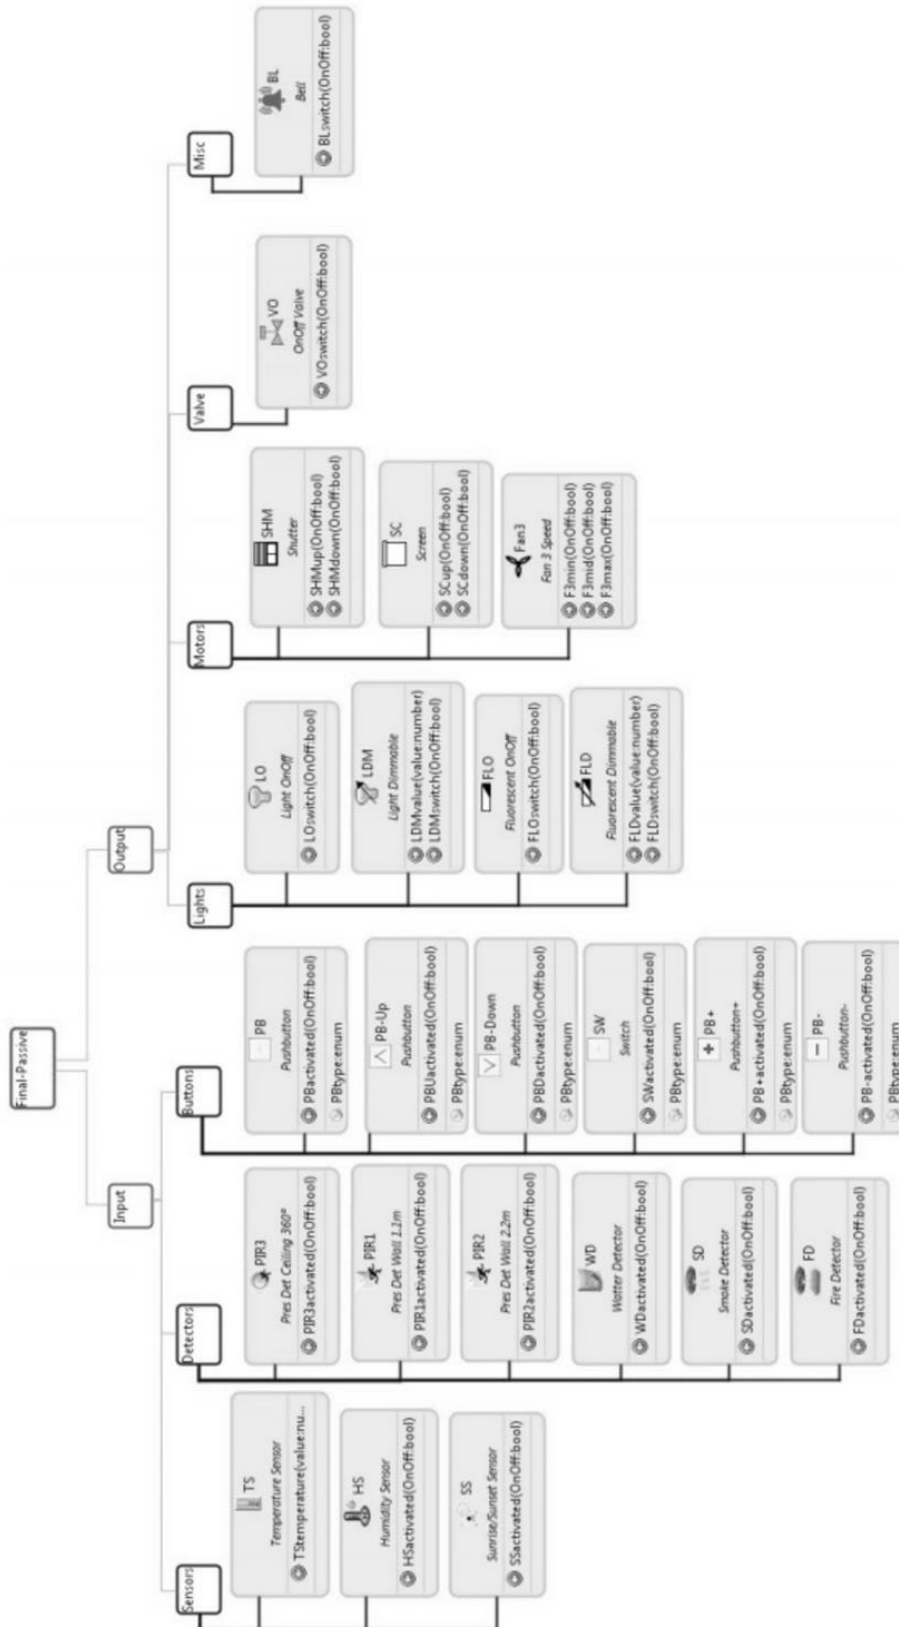 Final-Passive
Input
Output
Sensors
TS
Temperature Sensor
TStemperature(value:nu...
HS
Humidity Sensor
HSactivated(OnOff:bool)
SS
Sunrise/Sunset Sensor
SSactivated(OnOff:bool)
Detectors
PIR3
Pres Det Ceiling 360º
PIR3activated(OnOff:bool)
PIR1
Pres Det Wall 1.1m
PIR1activated(OnOff:bool)
PIR2
Pres Det Wall 2.2m
PIR2activated(OnOff:bool)
WD
Watter Detector
WDactivated(OnOff:bool)
SD
Smoke Detector
SDactivated(OnOff:bool)
FD
Fire Detector
FDactivated(OnOff:bool)
Buttons
PB
Pushbutton
PBactivated(OnOff:bool)
PBtype:enum
PB-Up
Pushbutton
PBUactivated(OnOff:bool)
PBtype:enum
PB-Down
Pushbutton
PBDactivated(OnOff:bool)
PBtype:enum
SW
Switch
SWactivated(OnOff:bool)
PBtype:enum
PB+
Pushbutton+
PB+activated(OnOff:bool)
PBtype:enum
PB-
Pushbutton-
PB-activated(OnOff:bool)
PBtype:enum
Lights
LO
Light OnOff
LOswitch(OnOff:bool)
LDM
Light Dimmable
LDMvalue(value:number)
LDMswitch(OnOff:bool)
FLO
Fluorescent OnOff
FLOswitch(OnOff:bool)
FLD
Fluorescent Dimmable
FLDvalue(value:number)
FLDswitch(OnOff:bool)
Motors
SHM
Shutter
SHMup(OnOff:bool)
SHMdown(OnOff:bool)
SC
Screen
SCup(OnOff:bool)
SCdown(OnOff:bool)
Fan3
Fan 3 Speed
F3min(OnOff:bool)
F3mid(OnOff:bool)
F3max(OnOff:bool)
Valve
VO
OnOff Valve
VOswitch(OnOff:bool)
Misc
BL
Bell
BLswitch(OnOff:bool)